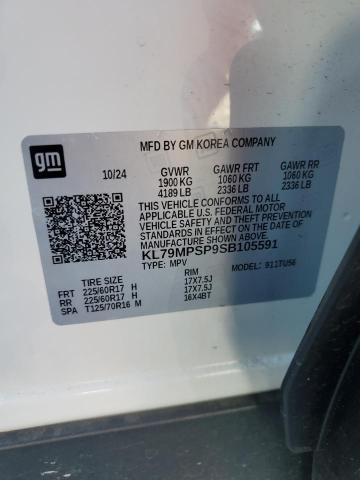 gm
MFD BY GM KOREA COMPANY
10/24 GVWR GAWR FRT GAWR RR
1900 KG 1060 KG 1060 KG
4189 LB 2336 LB 2336 LB
THIS VEHICLE CONFORMS TO ALL
APPLICABLE U.S. FEDERAL MOTOR
VEHICLE SAFETY AND THEFT PREVENTION
STANDARDS IN EFFECT ON THE DATE OF
MANUFACTURE SHOWN ABOVE.
KL79MPSP9SB105591
TYPE: MPV MODEL: 911TU56
TIRE SIZE RIM
FRT 225/60R17 H 17X7.5J
RR 225/60R17 H 17X7.5J
SPA T125/70R16 M 16X4BT